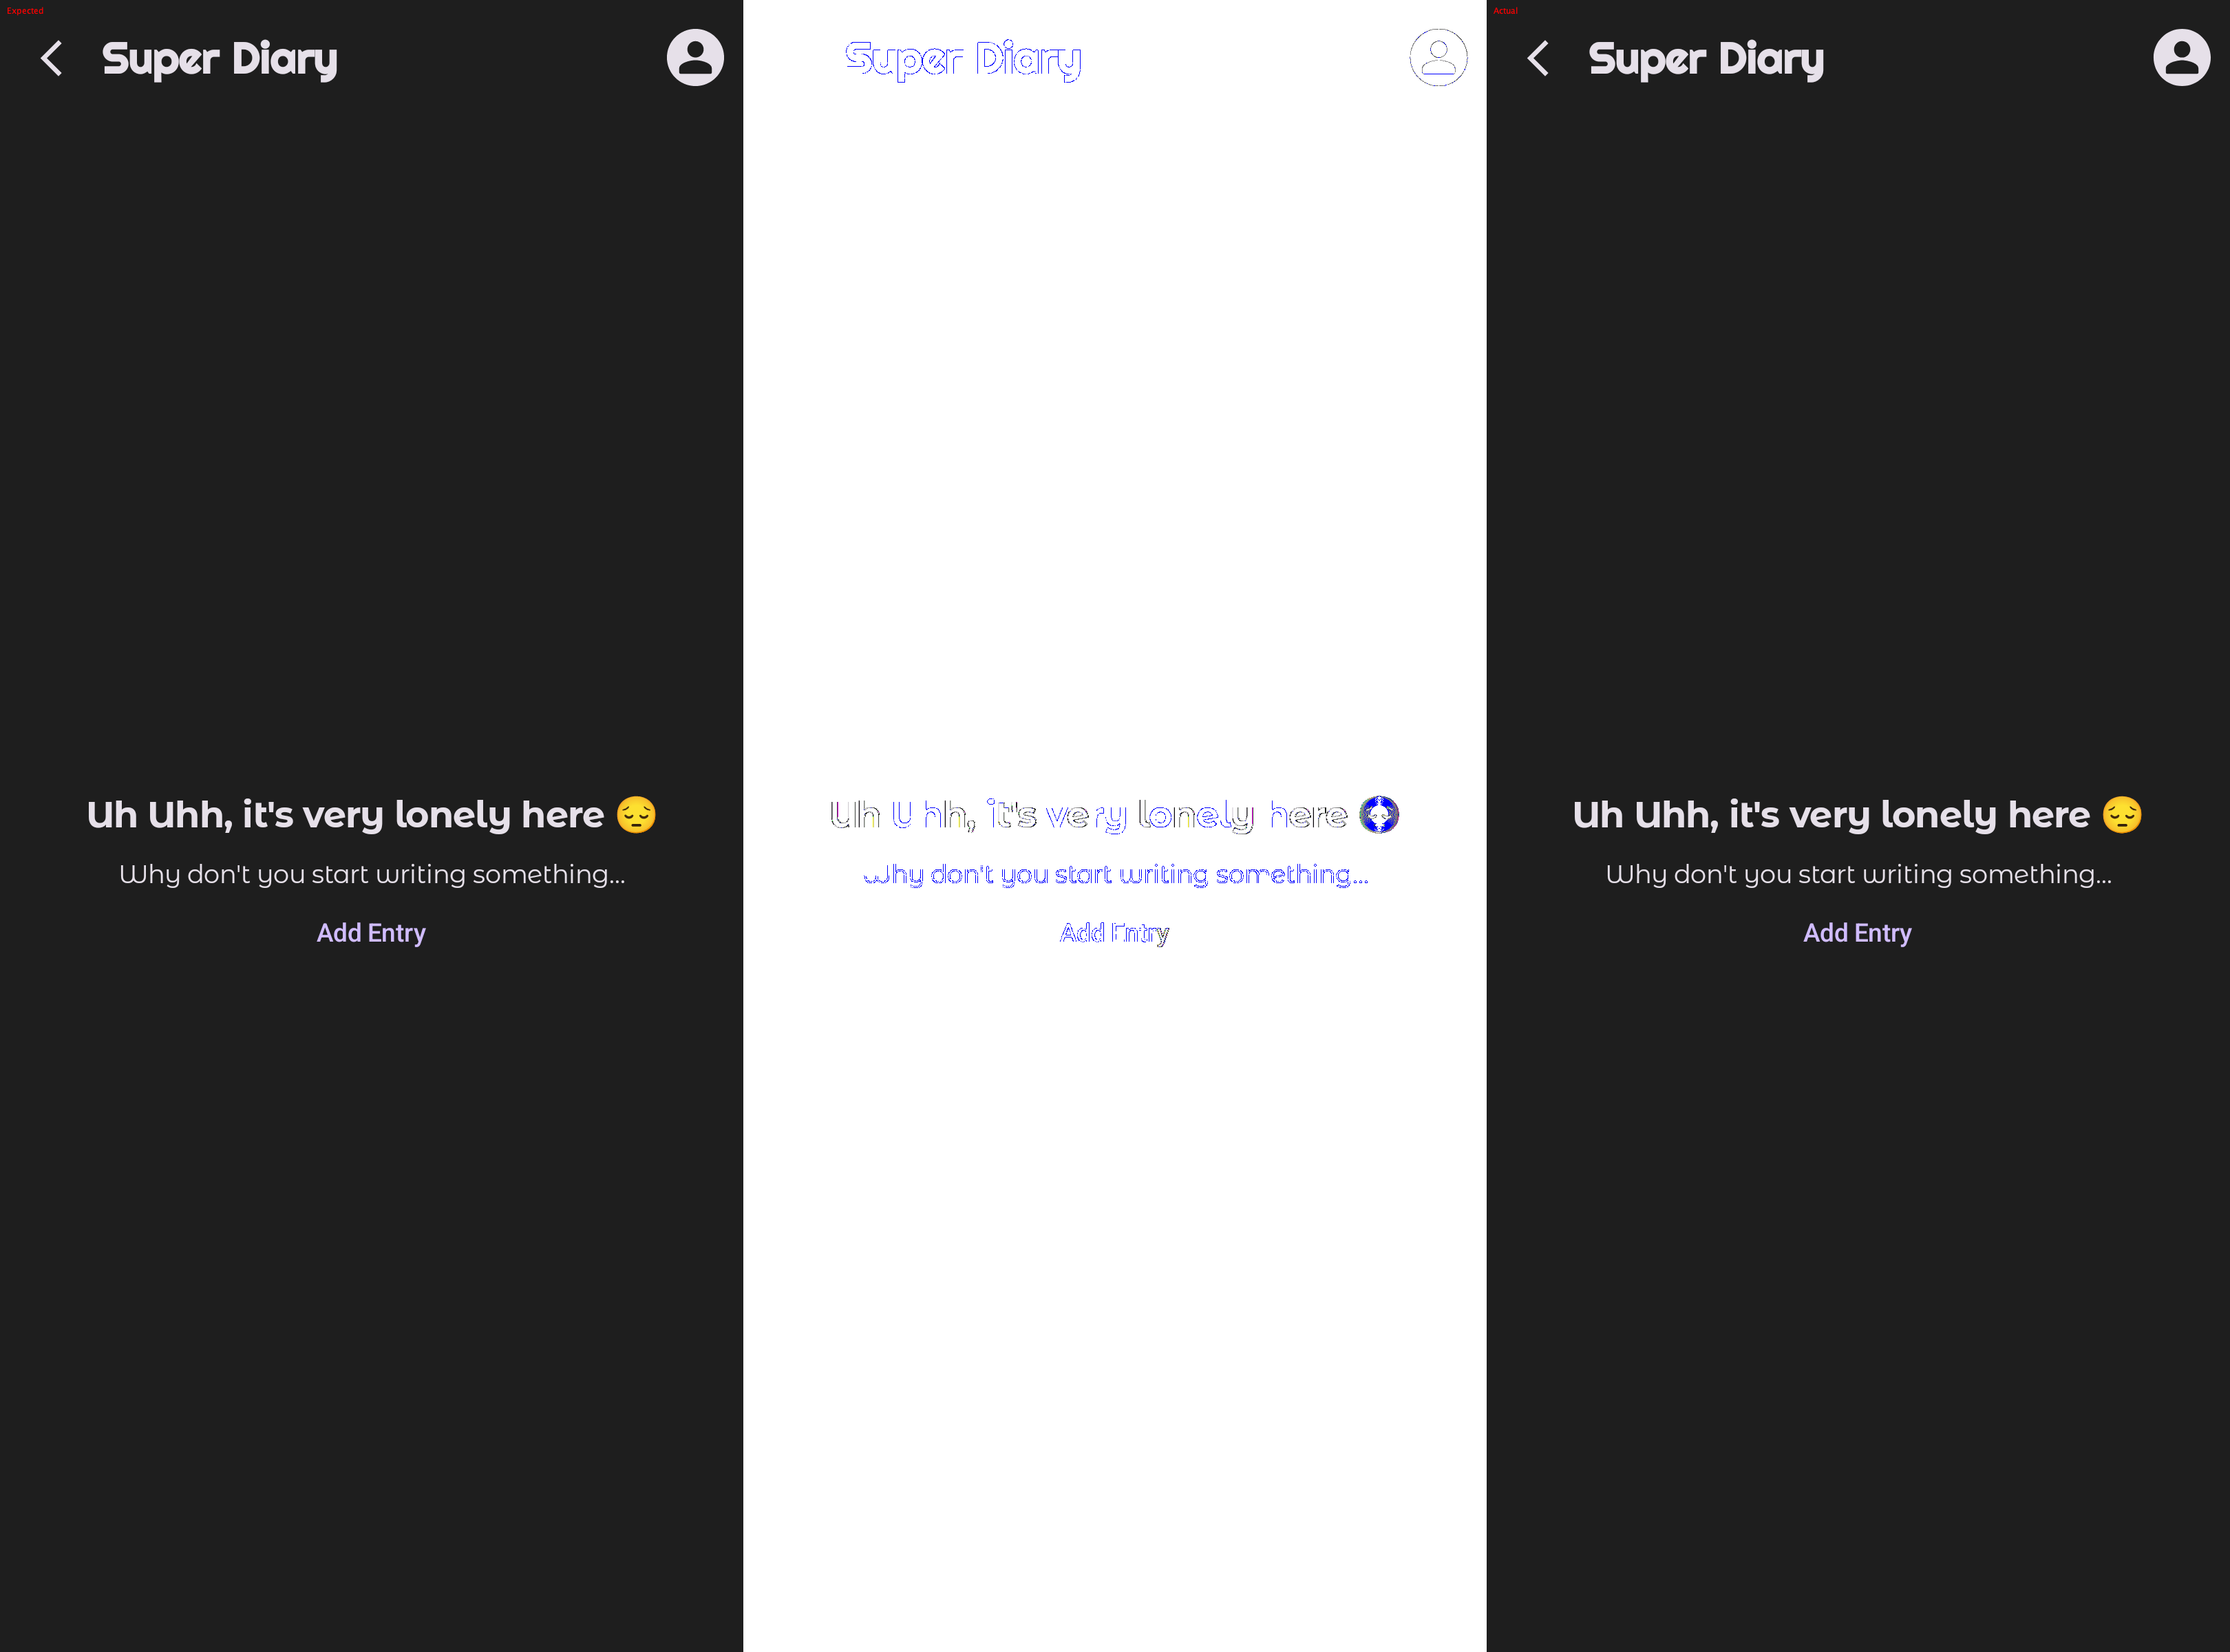 Expected
Super Diary
Uh Uhh, it's very lonely here 😔
Why don't you start writing something...
Add Entry
Super Diary
Uh Uhh, it's very lonely here
Why don't you start writing something...
Add Entry
Actual
Super Diary
Uh Uhh, it's very lonely here 😔
Why don't you start writing something...
Add Entry